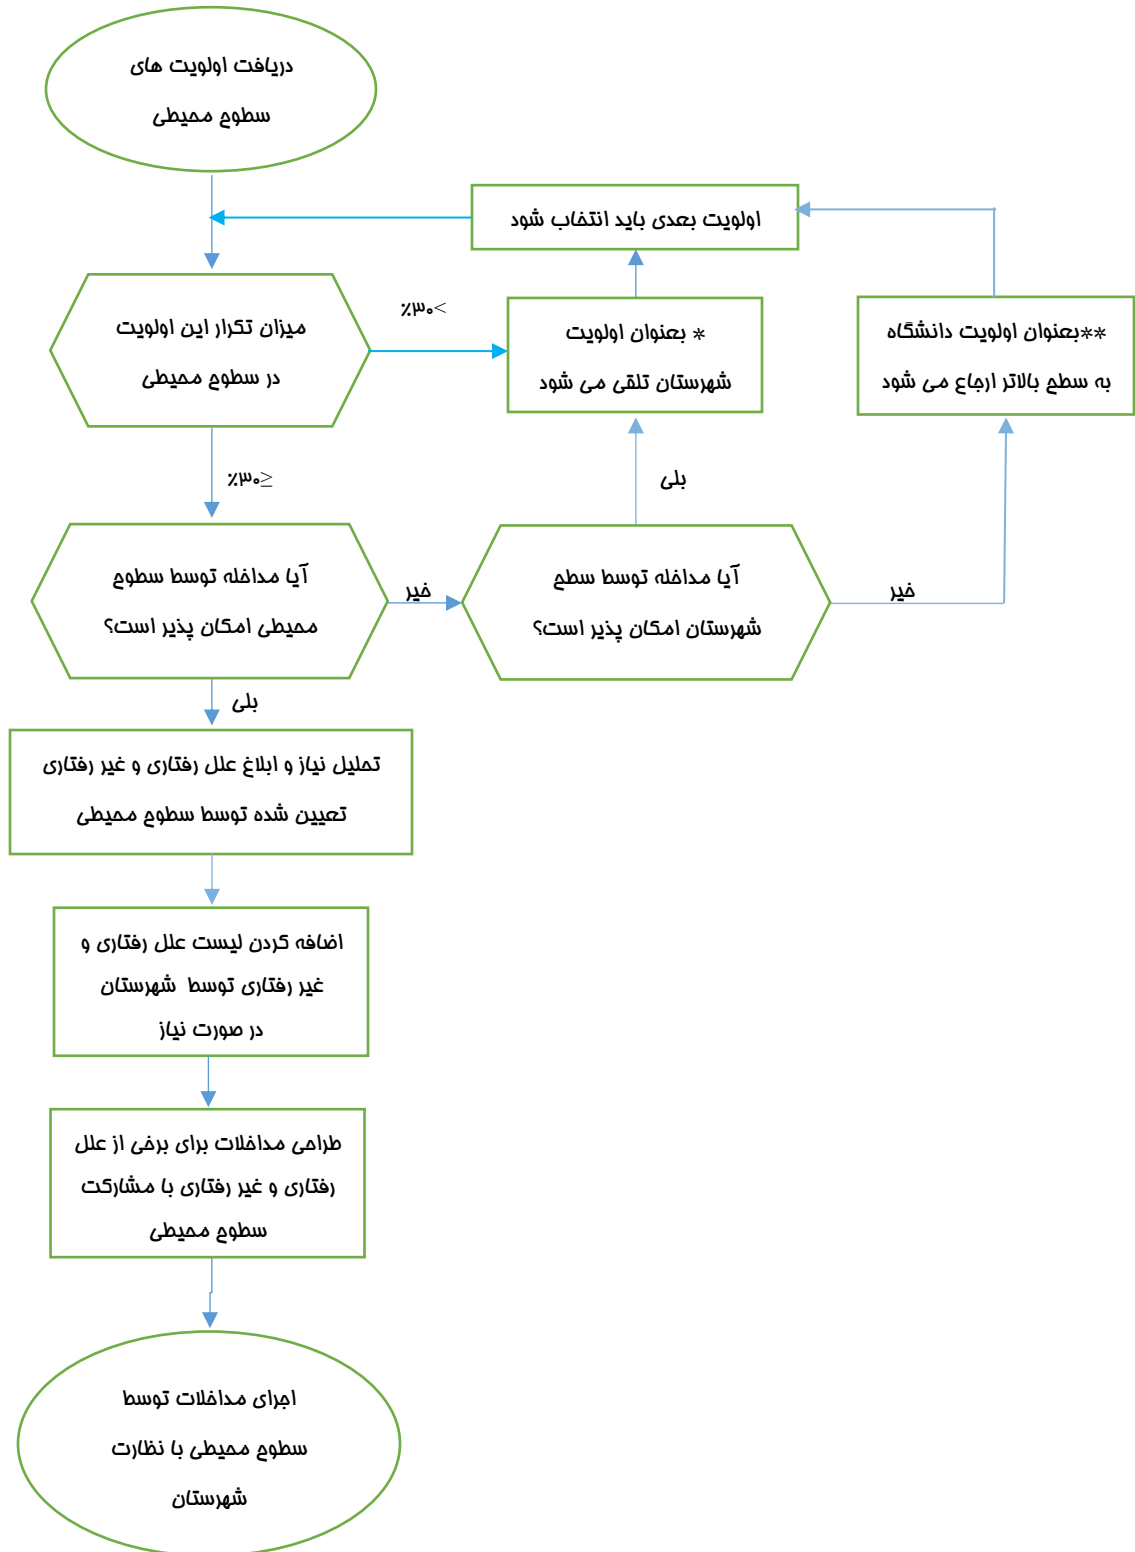 دریافت اولویت های
سطوح محیطی
اولویت بعدی باید انتخاب شود
میزان تکرار این اولویت
در سطوح محیطی
>۳۰٪
* بعنوان اولویت
شهرستان تلقی می شود
**بعنوان اولویت دانشگاه
به سطح بالاتر ارجاع می شود
≤۳۰٪
بلی
آیا مداخله توسط سطوح
محیطی امکان پذیر است؟
خیر
آیا مداخله توسط سطح
شهرستان امکان پذیر است؟
خیر
بلی
تحلیل نیاز و ابلاغ علل رفتاری و غیر رفتاری
تعیین شده توسط سطوح محیطی
اضافه کردن لیست علل رفتاری و
غیر رفتاری توسط شهرستان
در صورت نیاز
طراحی مداخلات برای برخی از علل
رفتاری و غیر رفتاری با مشارکت
سطوح محیطی
اجرای مداخلات توسط
سطوح محیطی با نظارت
شهرستان